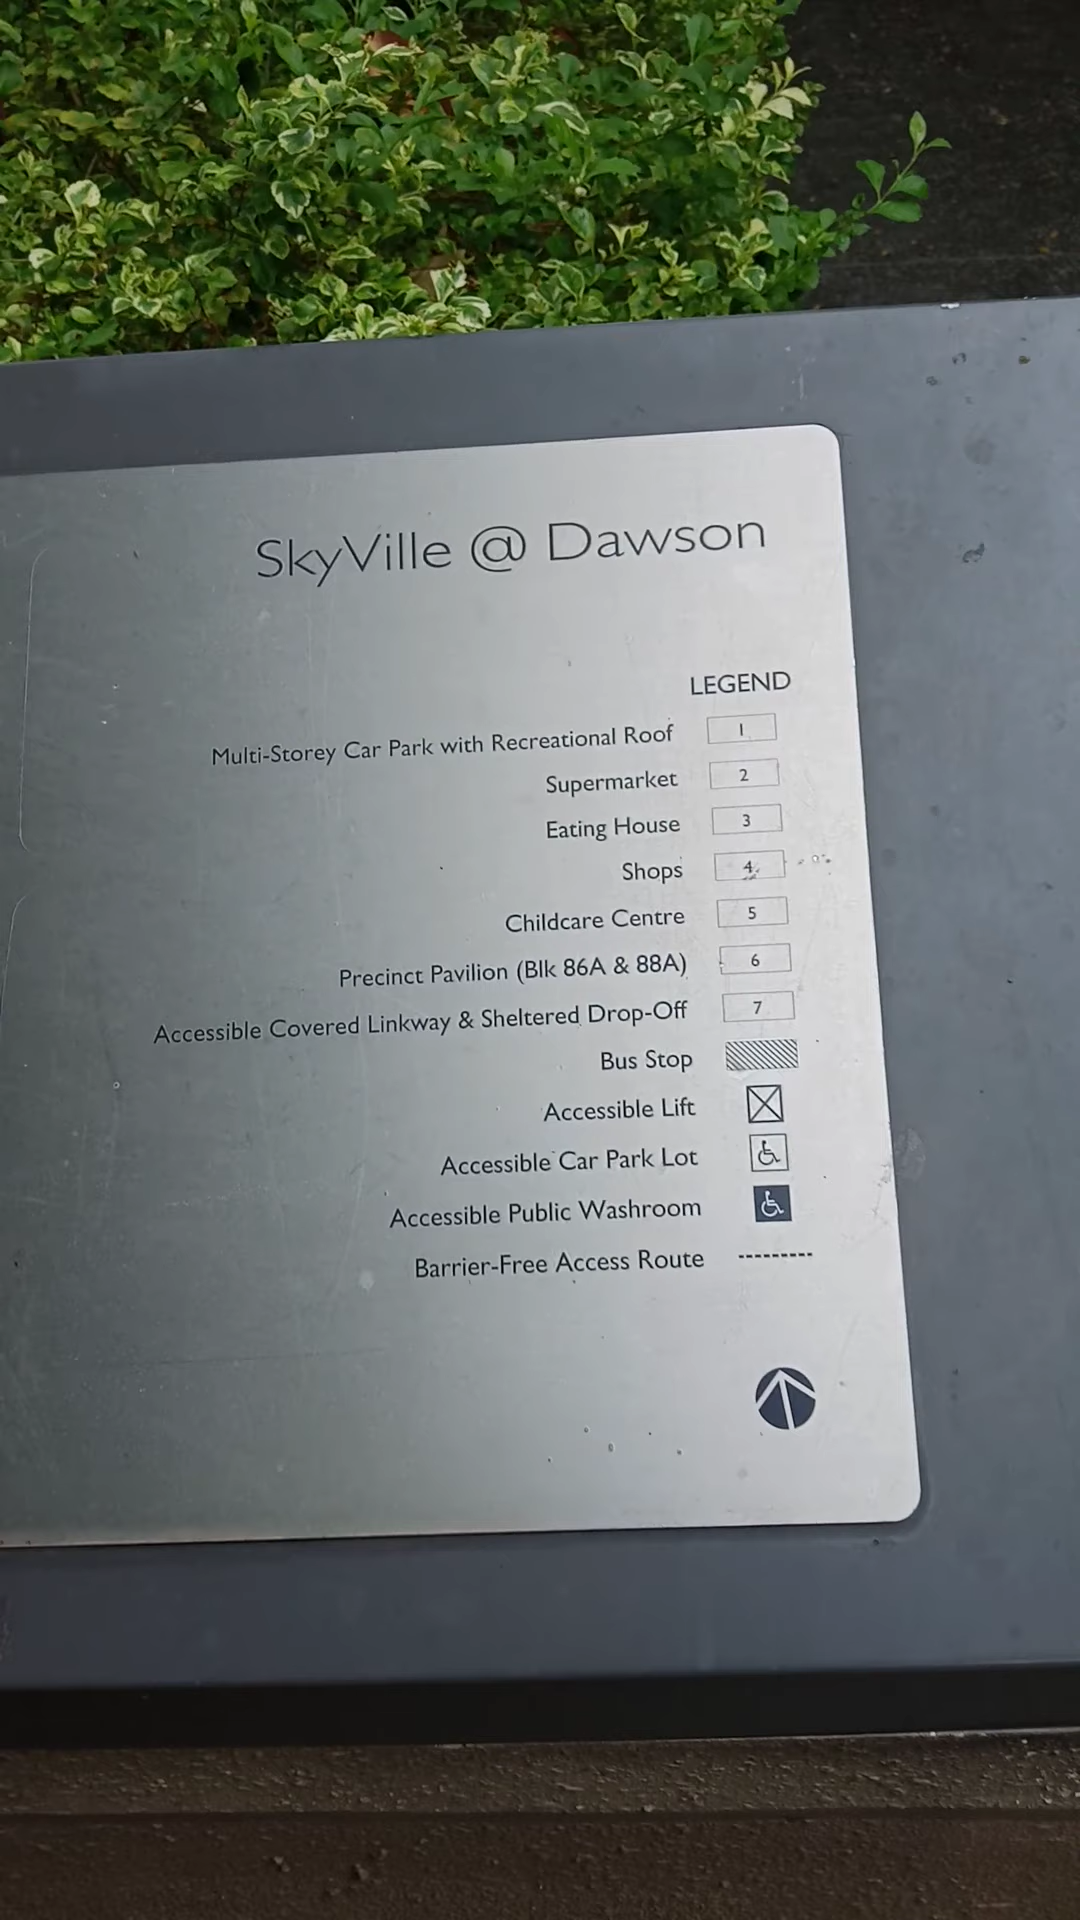 SkyVille @ Dawson
LEGEND
Multi-Storey Car Park with Recreational Roof 1
Supermarket 2
Eating House 3
Shops 4
Childcare Centre 5
Precinct Pavilion (Blk 86A & 88A) 6
Accessible Covered Linkway & Sheltered Drop-Off 7
Bus Stop
Accessible Lift
Accessible Car Park Lot
Accessible Public Washroom
Barrier-Free Access Route